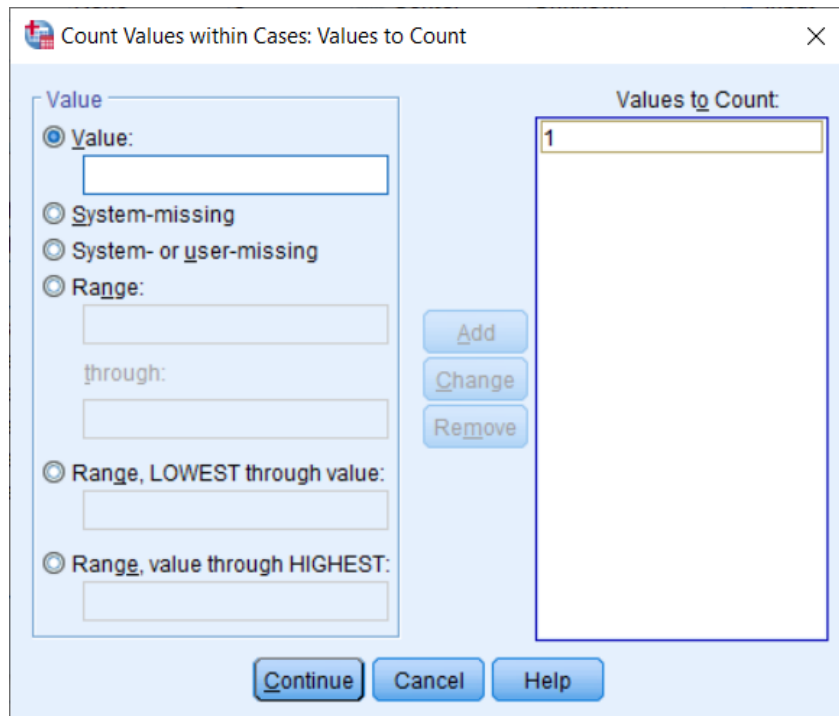 Count Values within Cases: Values to Count
Value
Value:
System-missing
System- or user-missing
Range:
through:
Range, LOWEST through value:
Range, value through HIGHEST:
Add
Change
Remove
Values to Count:
1
Continue Cancel Help